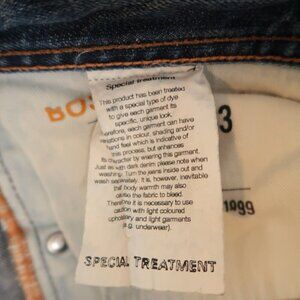 Special treatment
This product has been treated
with a special type of dye
to give each garment its
specific, unique look.
Therefore, each garment can have
variations in colour, shading and/or
hand feel which is indicative of
this process, but enhances
its character by wearing this garment.
Just as with dark denim please note when
washing: Turn the jeans inside out and
wash separately. It is, however, inevitable
that body warmth may also
cause the fabric to bleed.
Therefore it is necessary to use
caution with light coloured
upholstery and light garments
(e.g. underwear).
SPECIAL TREATMENT
BOS
3